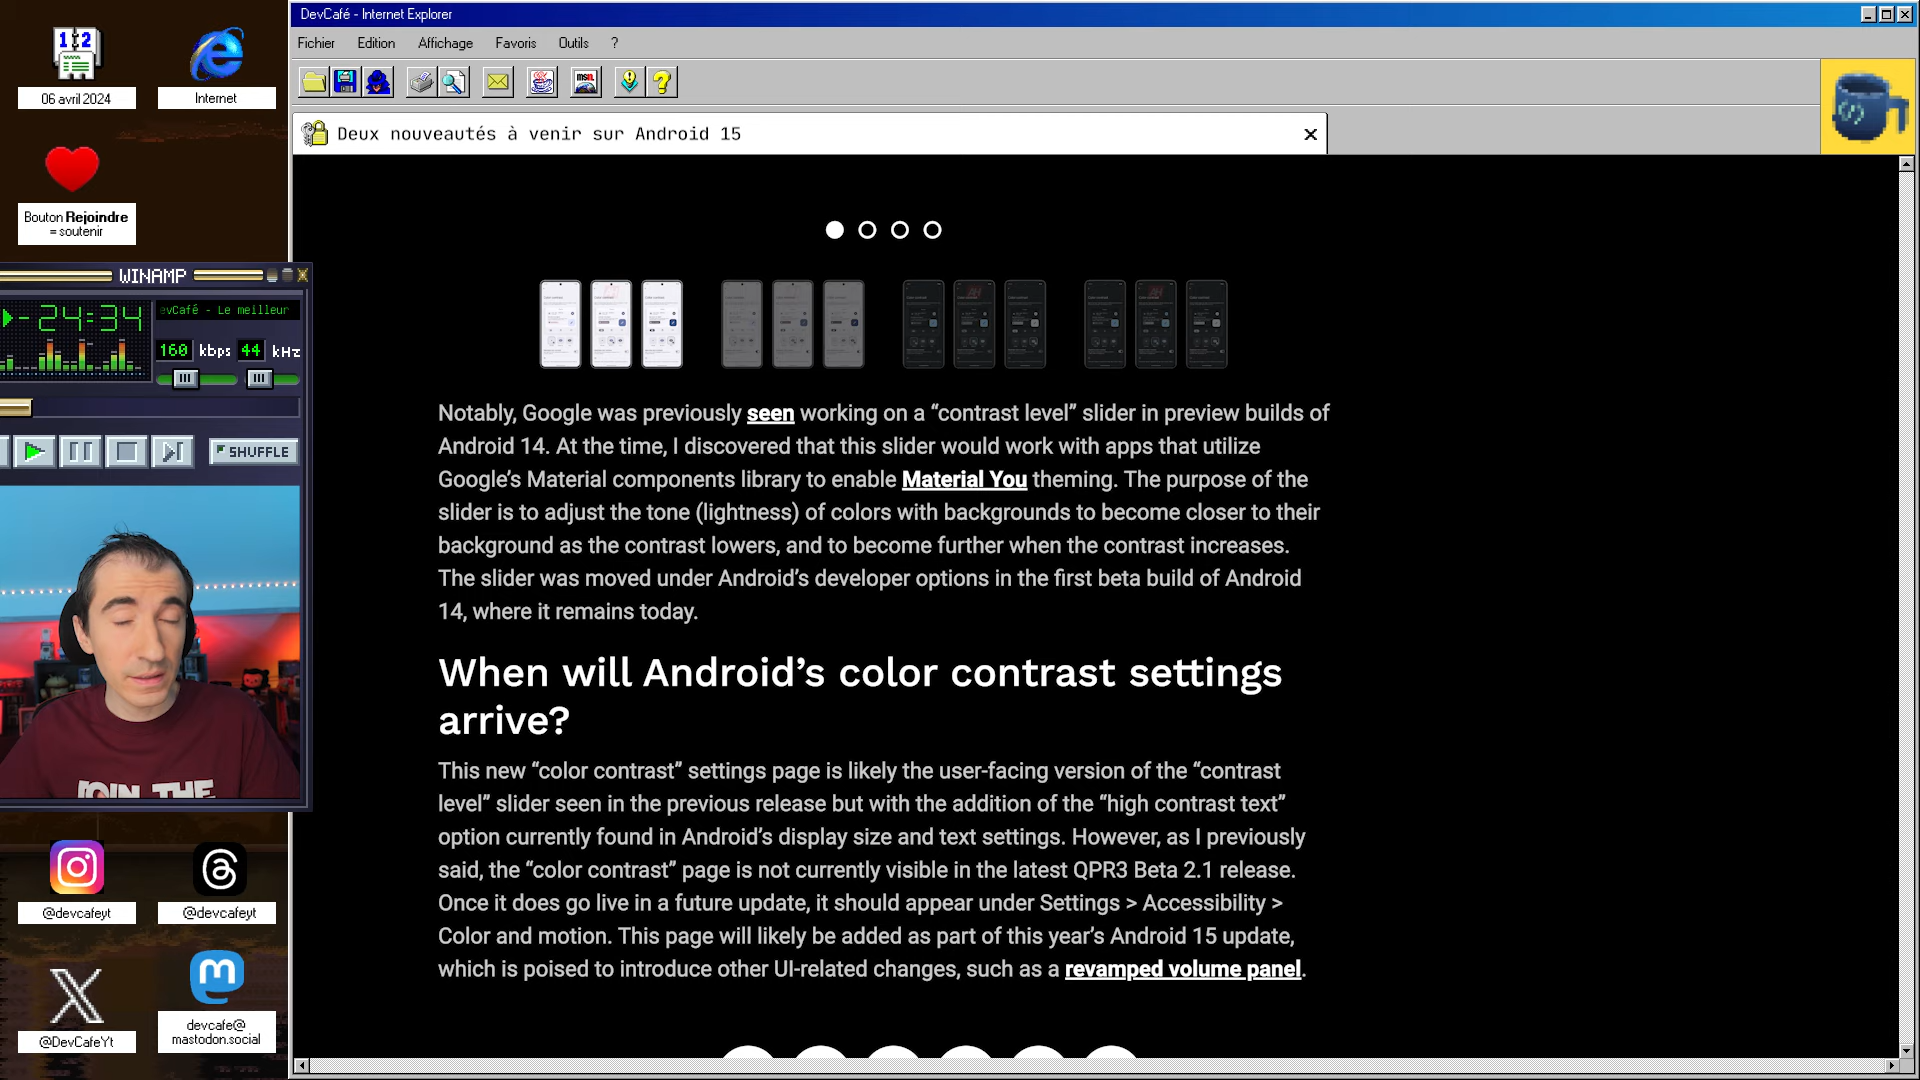 DevCafé - Internet Explorer
Fichier Edition Affichage Favoris Outils ?
msn
Deux nouveautés à venir sur Android 15
12
06 avril 2024
Internet
Bouton Rejoindre
= soutenir
WINAMP
-24:34
evCafé - Le meilleur
160 kbps 44 kHz
SHUFFLE
JOIN THE
@devcafeyt
@devcafeyt
@DevCafeYt
devcafe@
mastodon.social
Notably, Google was previously seen working on a “contrast level” slider in preview builds of
Android 14. At the time, I discovered that this slider would work with apps that utilize
Google’s Material components library to enable Material You theming. The purpose of the
slider is to adjust the tone (lightness) of colors with backgrounds to become closer to their
background as the contrast lowers, and to become further when the contrast increases.
The slider was moved under Android’s developer options in the first beta build of Android
14, where it remains today.
When will Android’s color contrast settings
arrive?
This new “color contrast” settings page is likely the user-facing version of the “contrast
level” slider seen in the previous release but with the addition of the “high contrast text”
option currently found in Android’s display size and text settings. However, as I previously
said, the “color contrast” page is not currently visible in the latest QPR3 Beta 2.1 release.
Once it does go live in a future update, it should appear under Settings > Accessibility >
Color and motion. This page will likely be added as part of this year’s Android 15 update,
which is poised to introduce other UI-related changes, such as a revamped volume panel.